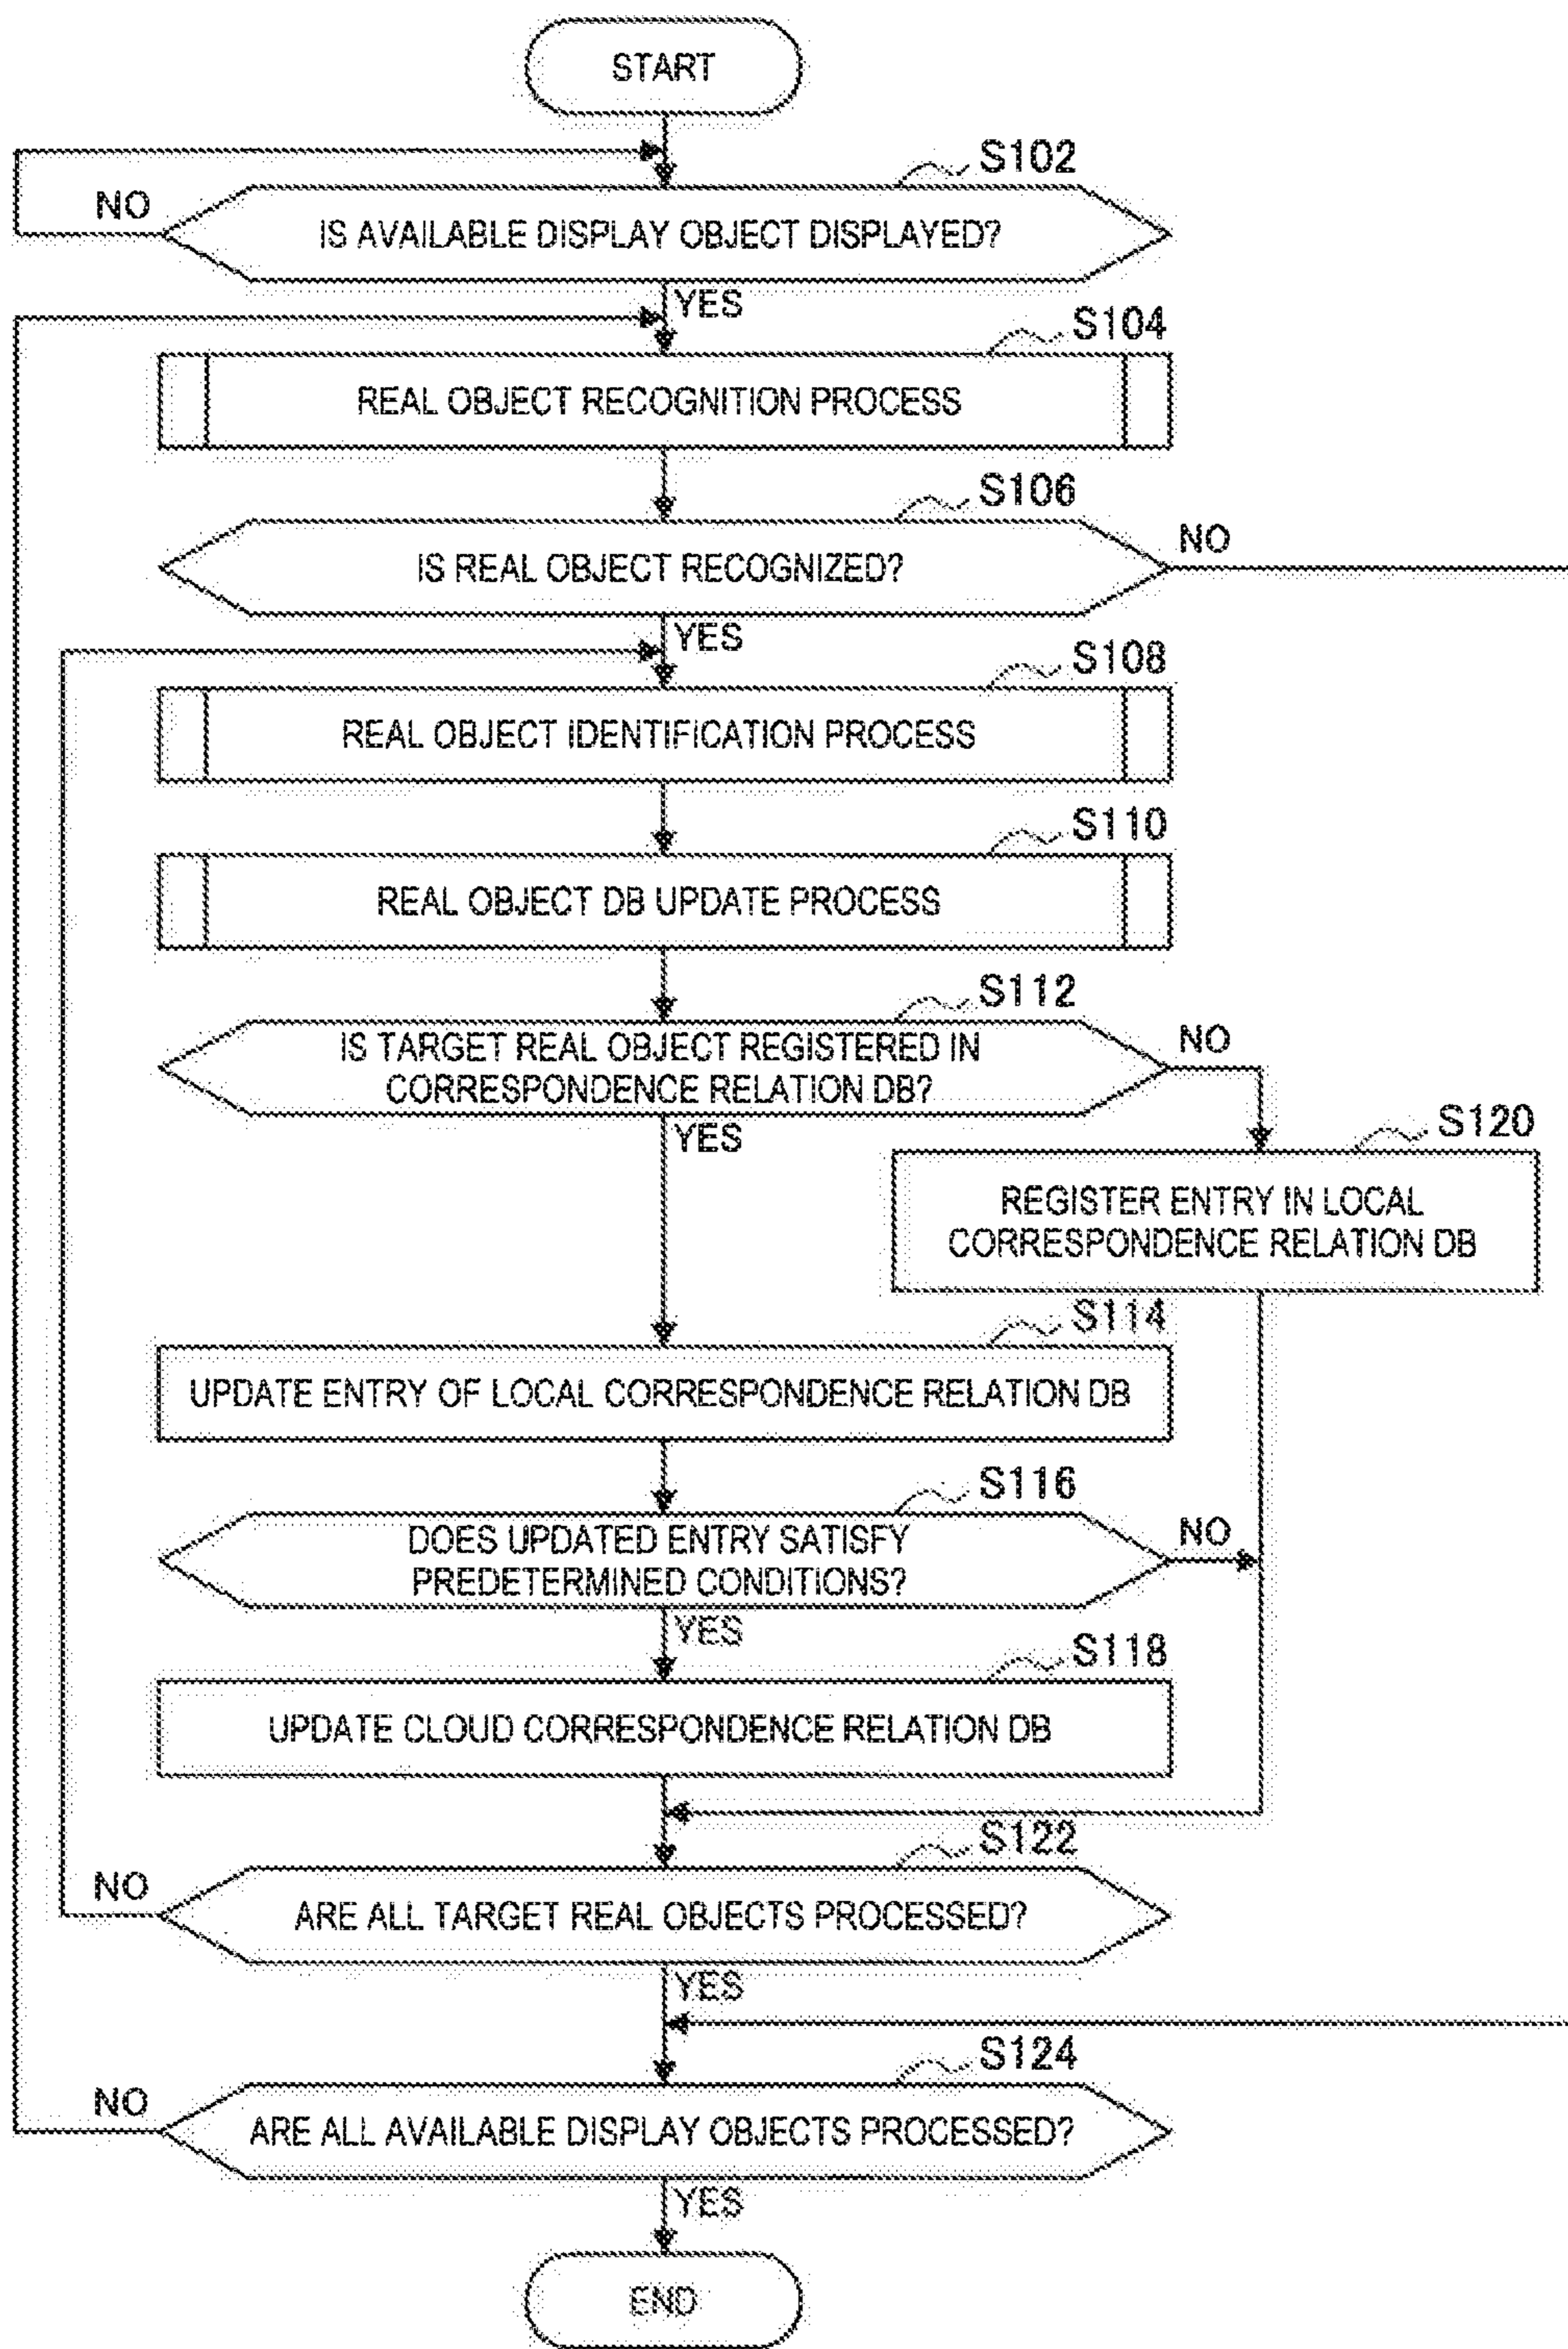 START
S102
NO
IS AVAILABLE DISPLAY OBJECT DISPLAYED?
YES
S104
REAL OBJECT RECOGNITION PROCESS
S106
NO
IS REAL OBJECT RECOGNIZED?
YES
S108
REAL OBJECT IDENTIFICATION PROCESS
S110
REAL OBJECT DB UPDATE PROCESS
S112
NO
IS TARGET REAL OBJECT REGISTERED IN
CORRESPONDENCE RELATION DB?
YES
S120
REGISTER ENTRY IN LOCAL
CORRESPONDENCE RELATION DB
S114
UPDATE ENTRY OF LOCAL CORRESPONDENCE RELATION DB
S116
NO
DOES UPDATED ENTRY SATISFY
PREDETERMINED CONDITIONS?
YES
S118
UPDATE CLOUD CORRESPONDENCE RELATION DB
S122
NO
ARE ALL TARGET REAL OBJECTS PROCESSED?
YES
S124
NO
ARE ALL AVAILABLE DISPLAY OBJECTS PROCESSED?
YES
END